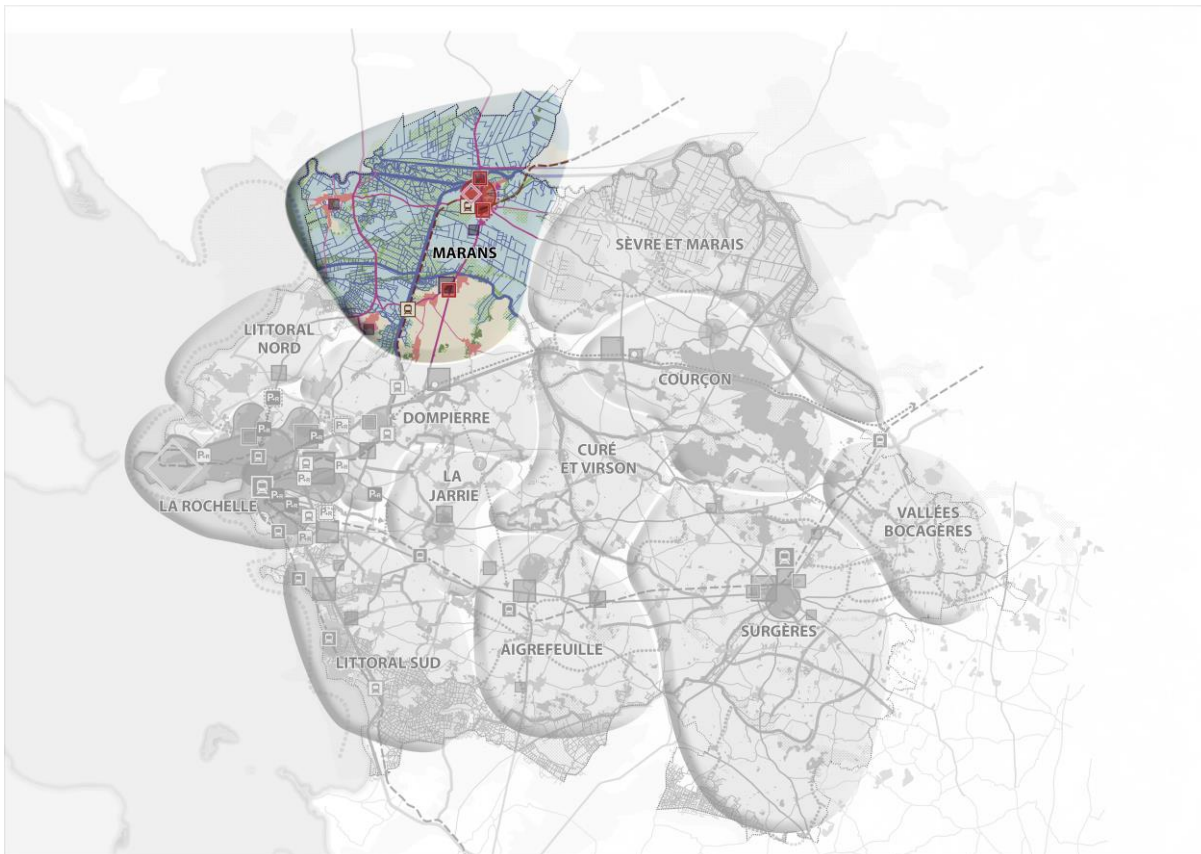 MARANS
SÈVRE ET MARAIS
LITTORAL
NORD
COURÇON
DOMPIERRE
CURÉ
ET VIRSON
LA
JARRIE
LA ROCHELLE
VALLÉES
BOCAGÈRES
SURGÈRES
AIGREFEUILLE
LITTORAL SUD